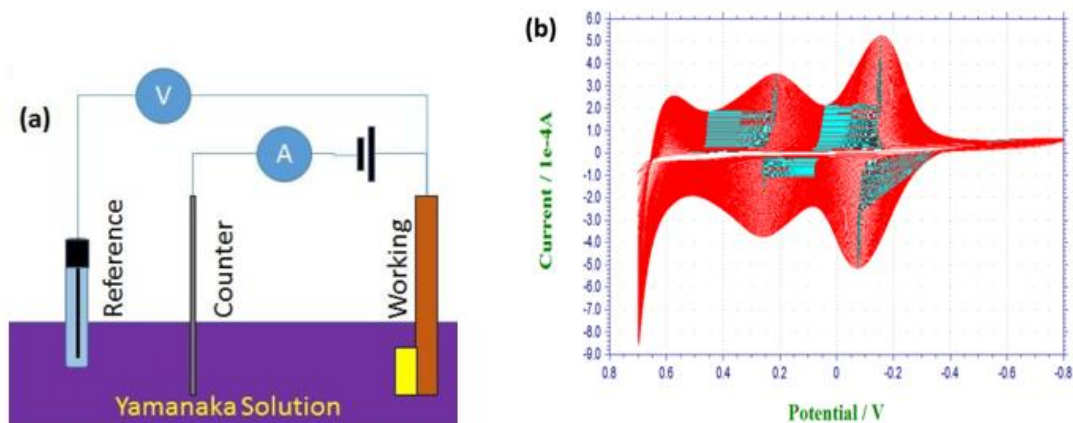 (a)
V
A
Reference
Counter
Working
Yamanaka Solution
(b)
Current / 1e-4A
6.0
5.0
4.0
3.0
2.0
1.0
0
-1.0
-2.0
-3.0
-4.0
-5.0
-6.0
-7.0
-8.0
-9.0
0.8 0.6 0.4 0.2 0 -0.2 -0.4 -0.6 -0.8
Potential / V